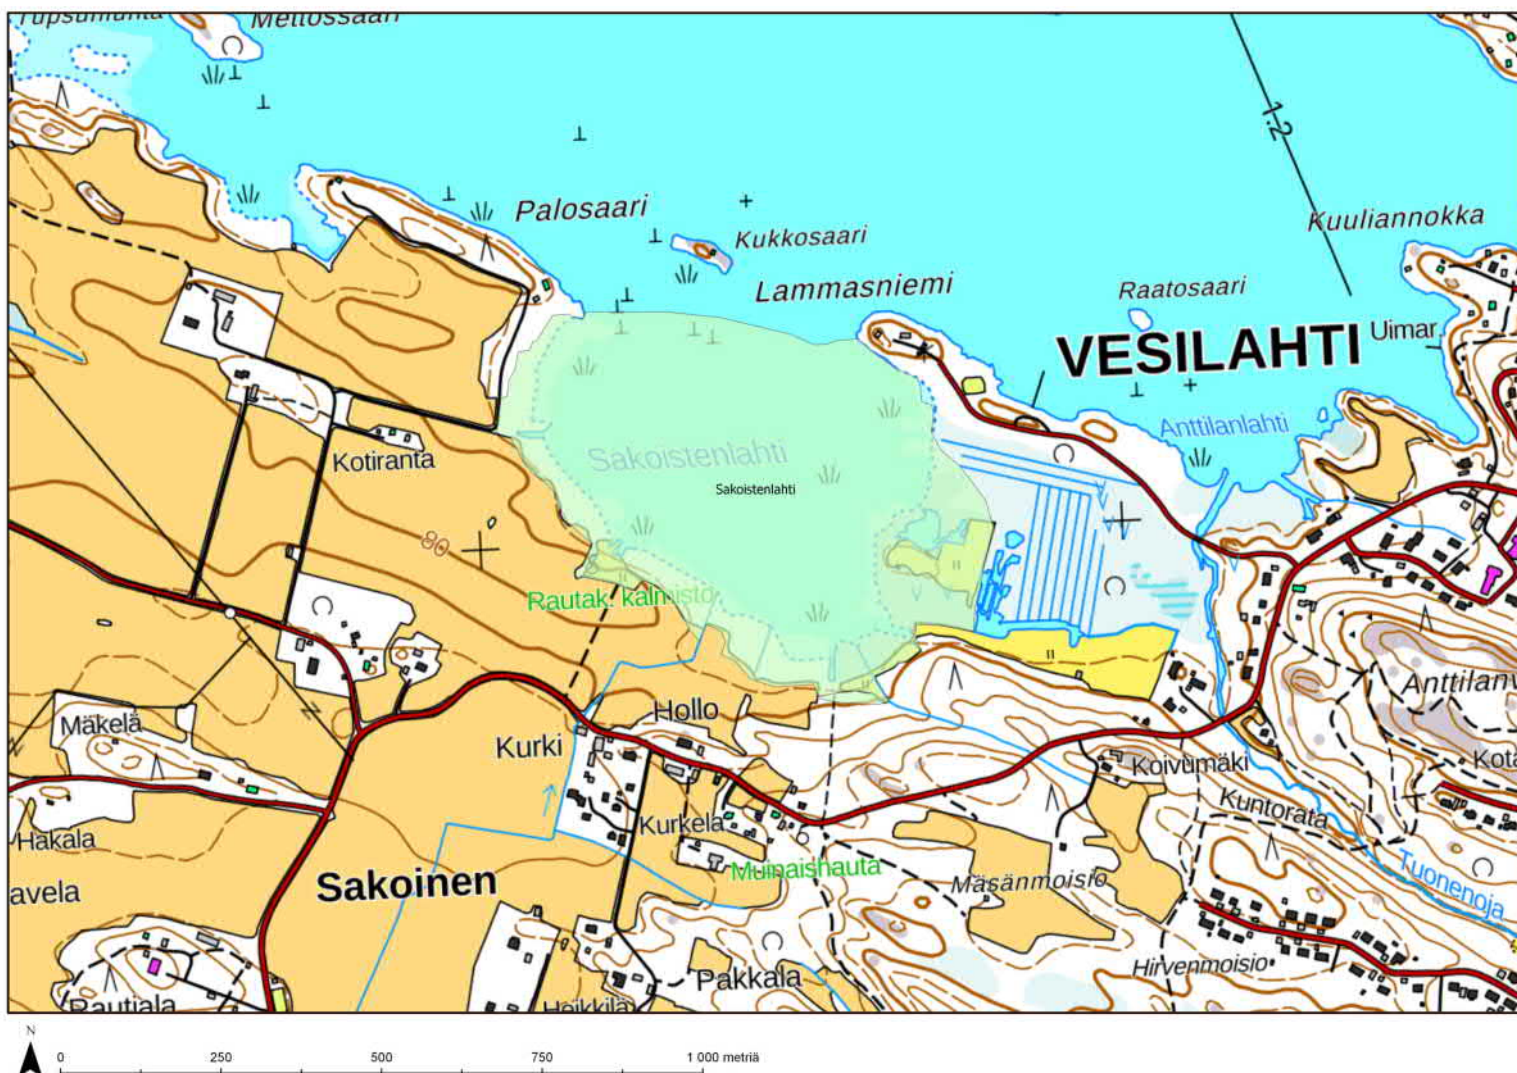 Mettossaari
1.2
Palosaari
Kukkosaari
Kuuliannokka
Lammasniemi
Raatosaari
VESILAHTI
Uimar.
Anttilanlahti
Kotiranta
Sakoistenlahti
Sakoistenlahti
80
Rautak. kalmisto
Anttilanv
Mäkelä
Hollo
Kurki
Koivumäki
Kota
Kuntorata
Hakala
Kurkela
Muinaishauta
Mäsänmoisio
Tuonenoja
Sakoinen
avela
Pakkala
Hirvenmoisio
Rautiala
Heikkilä
N
0
250
500
750
1 000 metriä